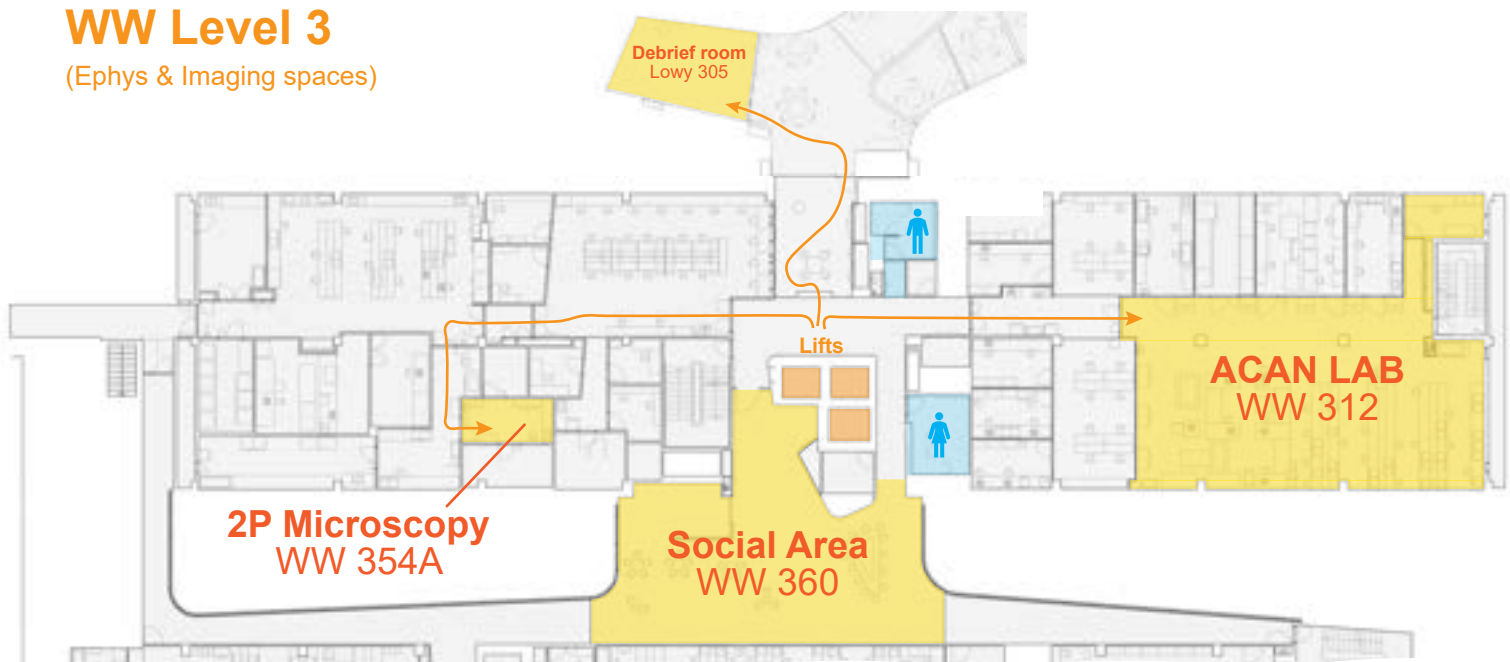 WW Level 3
(Ephys & Imaging spaces)
Debrief room
Lowy 305
Lifts
ACAN LAB
WW 312
2P Microscopy
WW 354A
Social Area
WW 360